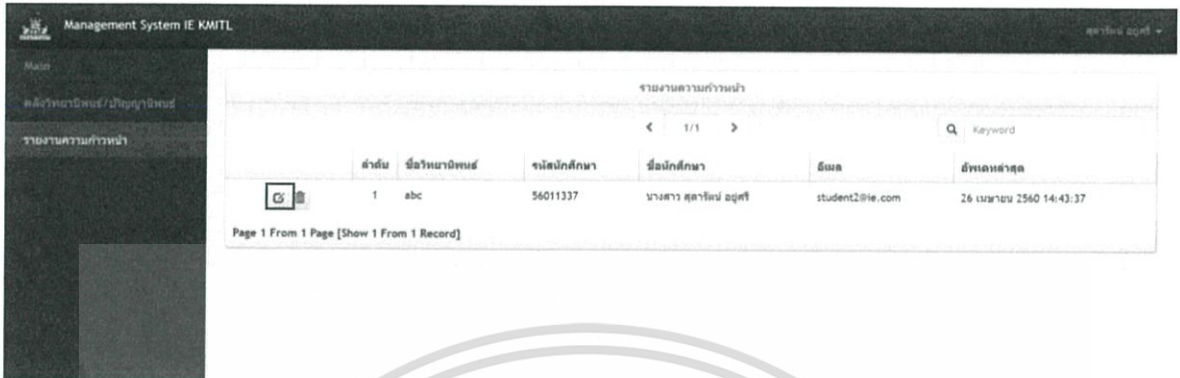 Management System IE KMITL
สุดารัตน์ อยู่ศรี
Main
คลังวิทยานิพนธ์/ปริญญานิพนธ์
รายงานความก้าวหน้า
รายงานความก้าวหน้า
1/1
Keyword
ลำดับ ชื่อวิทยานิพนธ์ รหัสนักศึกษา ชื่อนักศึกษา อีเมล อัพเดทล่าสุด
1 abc 56011337 นางสาว สุดารัตน์ อยู่ศรี student2@ie.com 26 เมษายน 2560 14:43:37
Page 1 From 1 Page [Show 1 From 1 Record]